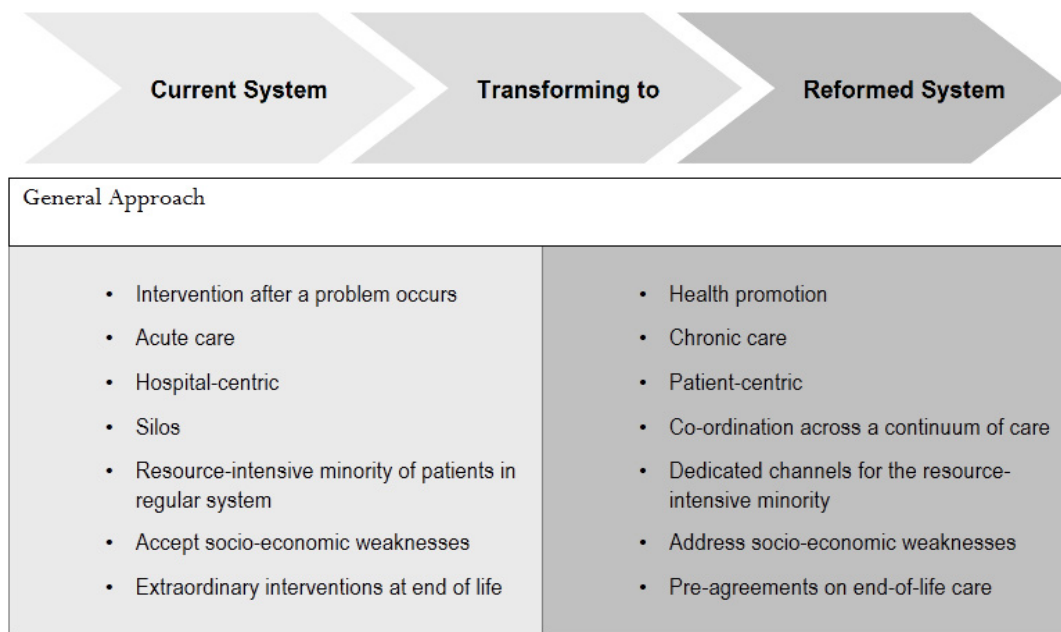 Current System
Transforming to
Reformed System
General Approach
• Intervention after a problem occurs
• Acute care
• Hospital-centric
• Silos
• Resource-intensive minority of patients in
regular system
• Accept socio-economic weaknesses
• Extraordinary interventions at end of life
• Health promotion
• Chronic care
• Patient-centric
• Co-ordination across a continuum of care
• Dedicated channels for the resource-
intensive minority
• Address socio-economic weaknesses
• Pre-agreements on end-of-life care